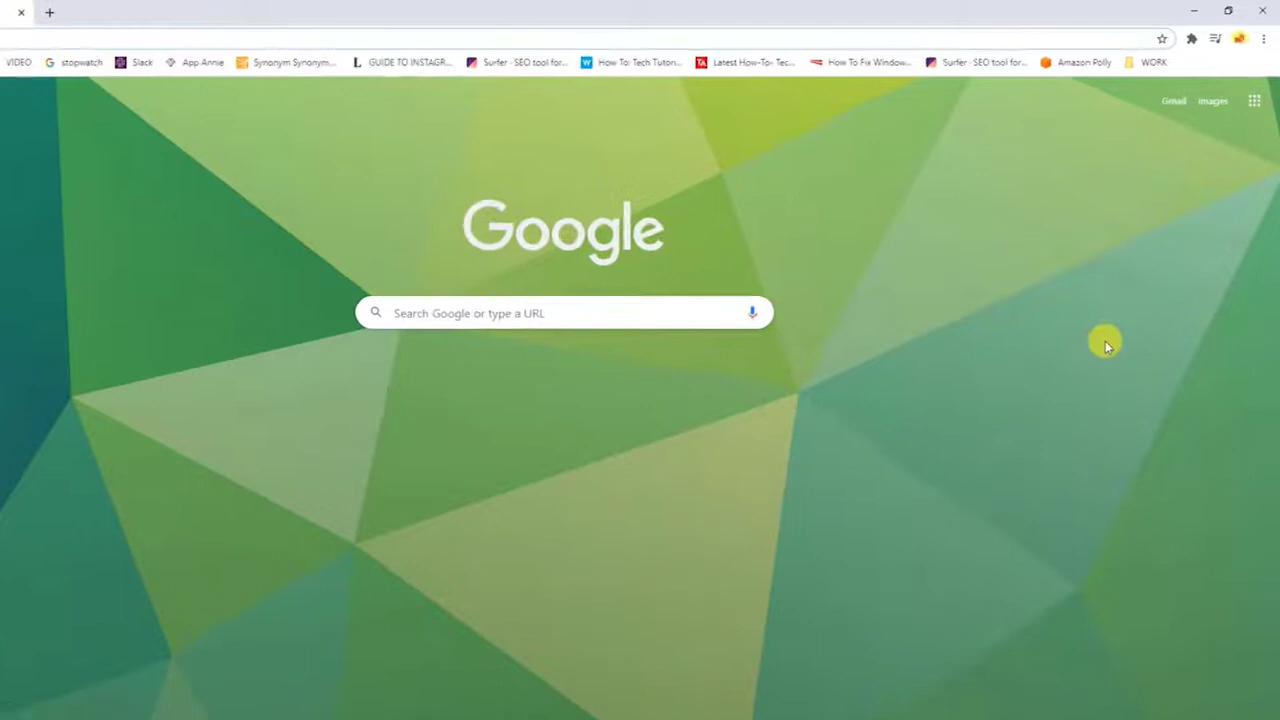 VIDEO stopwatch Slack App Annie Synonym Synonym... GUIDE TO INSTAGR... Surfer - SEO tool for... How To: Tech Tutori... Latest How-To- Tec... How To Fix Window... Surfer - SEO tool for... Amazon Polly WORK
Gmail Images
Google
Search Google or type a URL